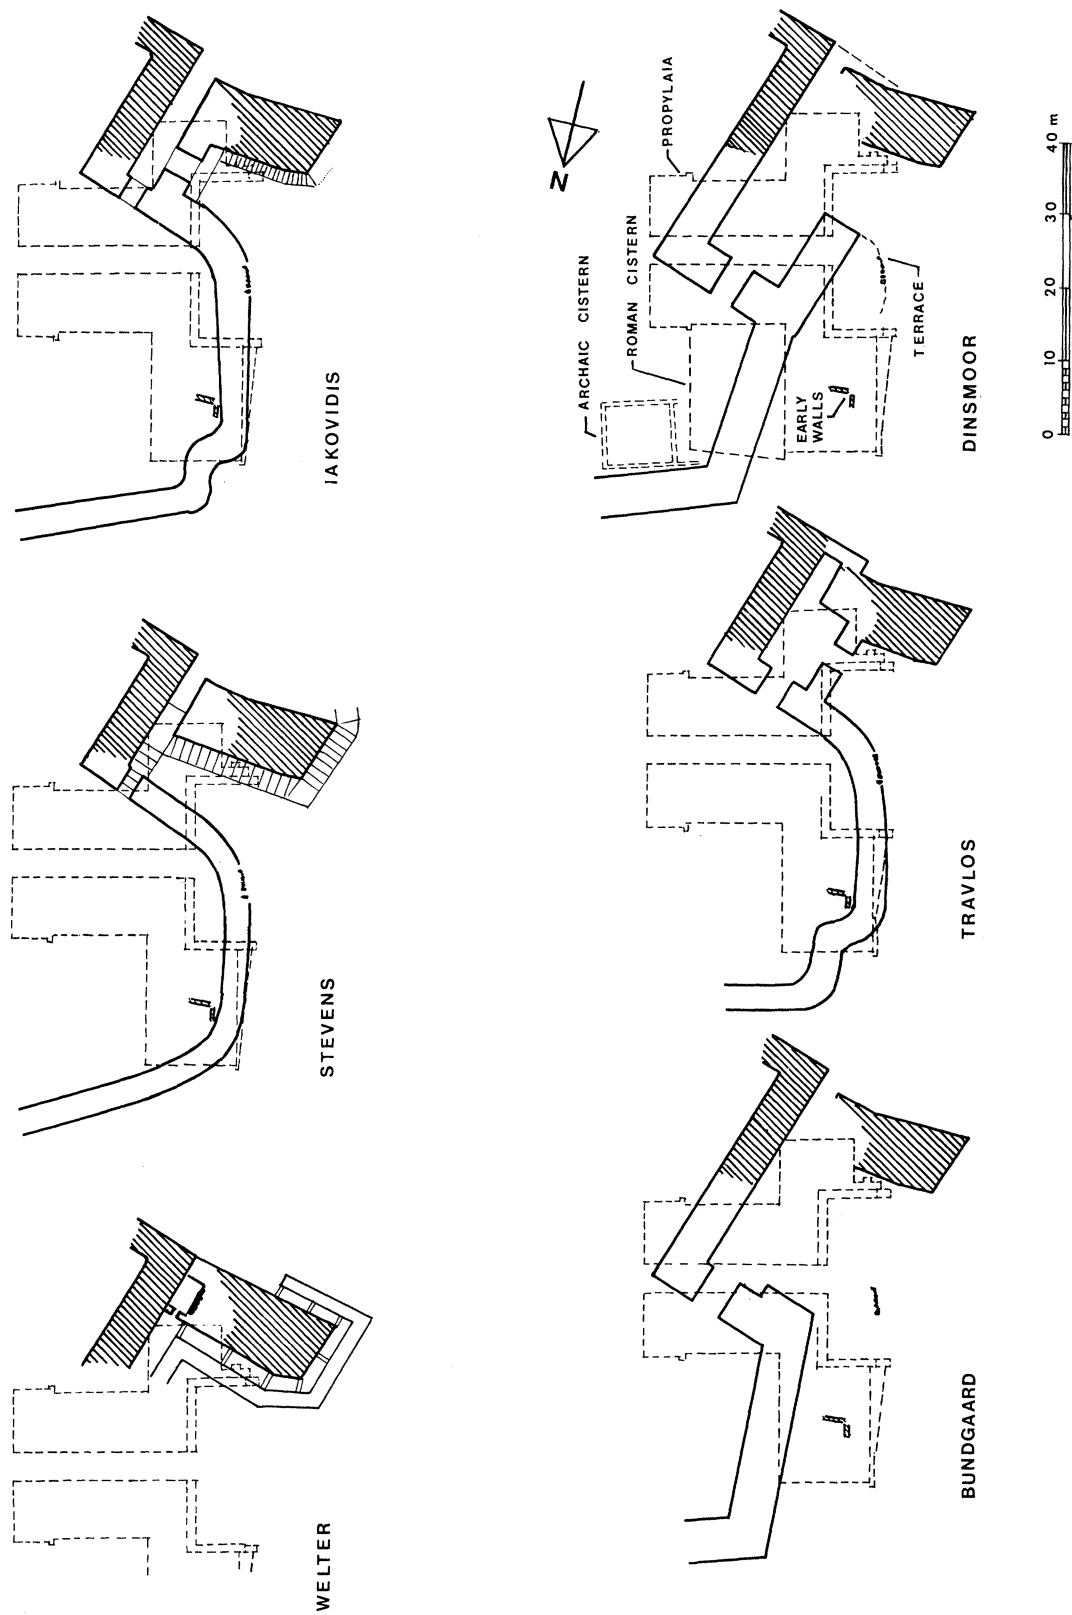 WELTER
STEVENS
IAKOVIDIS
BUNDGAARD
TRAVLOS
DINSMOOR
ARCHAIC CISTERN
ROMAN CISTERN
PROPYLAIA
EARLY
WALLS
TERRACE
N
0 10 20 30 40 m